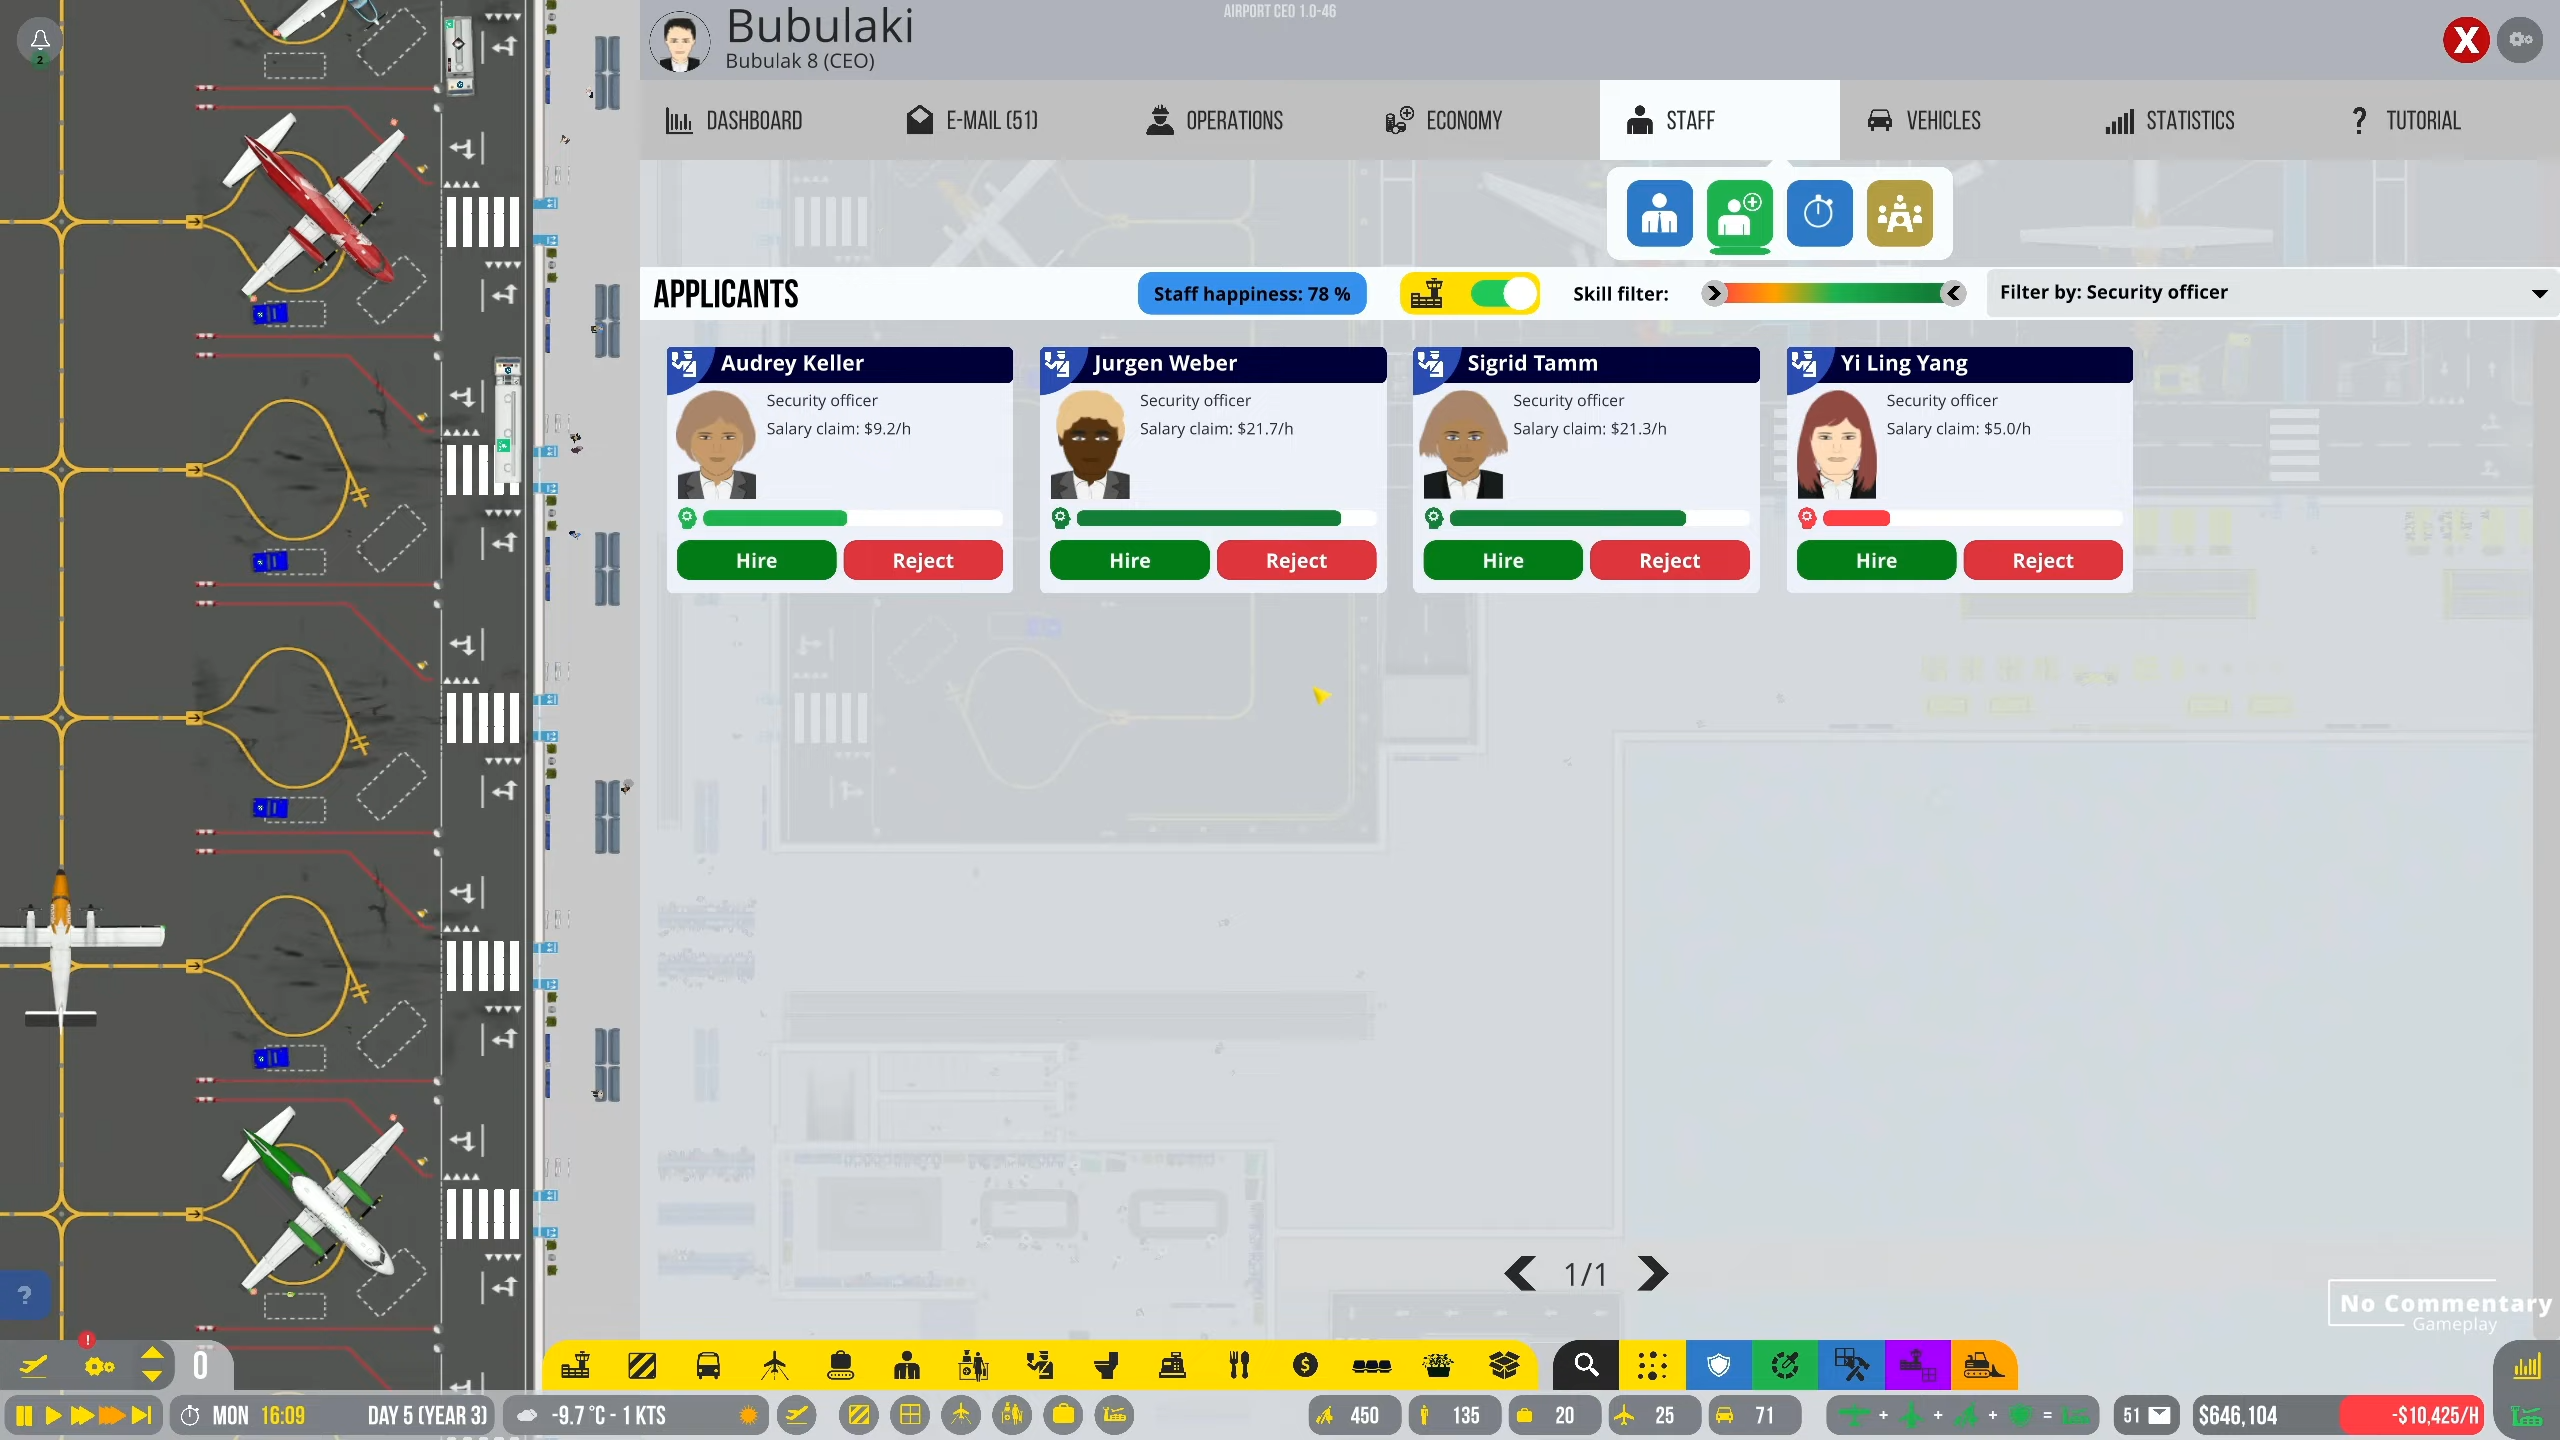 AIRPORT CEO 1.0-46
2
Bubulaki
Bubulak 8 (CEO)
X
DASHBOARD
E-MAIL (51)
OPERATIONS
ECONOMY
STAFF
VEHICLES
STATISTICS
? TUTORIAL
APPLICANTS
Staff happiness: 78 %
Skill filter:
Filter by: Security officer
Audrey Keller
Security officer
Salary claim: $9.2/h
Hire
Reject
Jurgen Weber
Security officer
Salary claim: $21.7/h
Hire
Reject
Sigrid Tamm
Security officer
Salary claim: $21.3/h
Hire
Reject
Yi Ling Yang
Security officer
Salary claim: $5.0/h
Hire
Reject
1/1
?
No Commentary
Gameplay
!
0
MON 16:09 DAY 5 (YEAR 3)
-9.7 °C - 1 KTS
450
135
20
25
71
+ + + =
51
$646,104
-$10,425/H